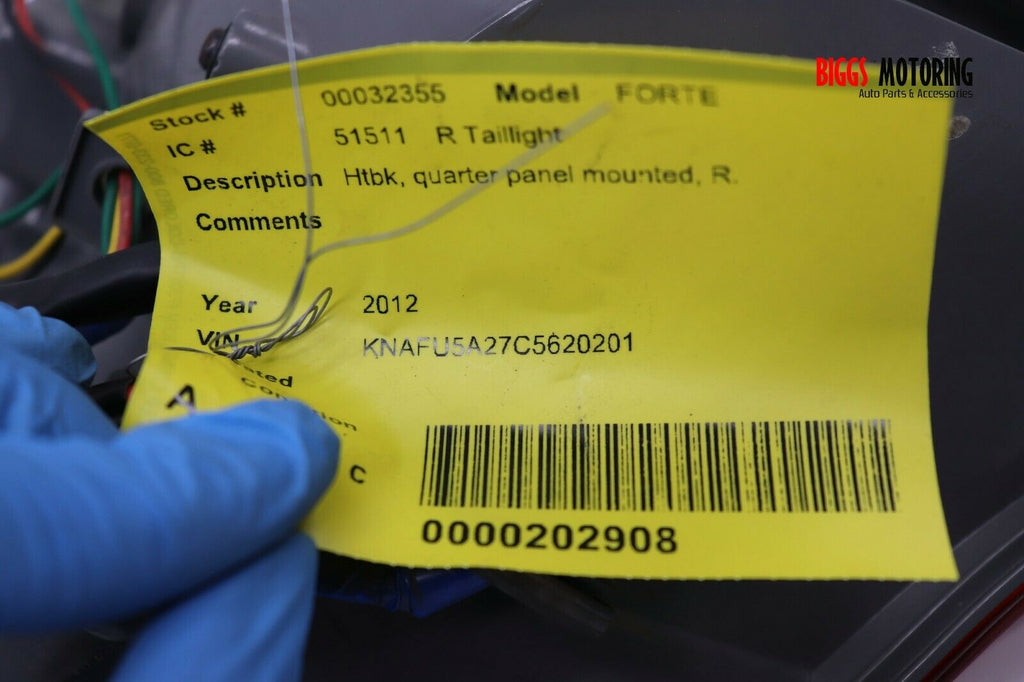 BIGGS MOTORING
Auto Parts & Accessories
Stock # 00032355 Model FORTE
IC # 51511 R Taillight
Description Htbk, quarter panel mounted, R.
Comments
Year 2012
VIN KNAFU5A27C5620201
A
C
0000202908